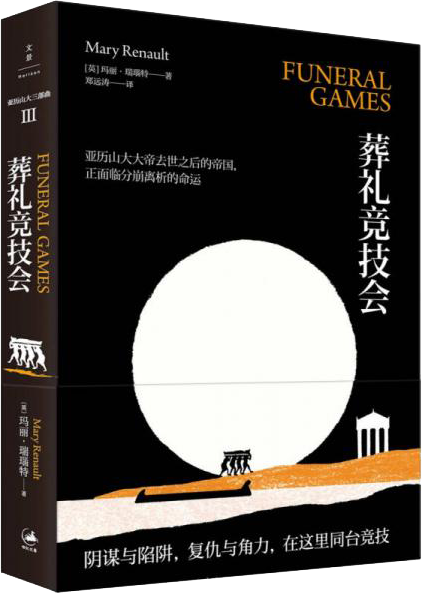 文景
Horizon
亚历山大三部曲
III
FUNERAL GAMES
葬礼竞技会
[英] 玛丽·瑞瑙特 著
Mary Renault
Mary Renault
[英] 玛丽·瑞瑙特——著
郑远涛——译
FUNERAL
GAMES
葬礼竞技会
亚历山大大帝去世之后的帝国，
正面临分崩离析的命运
阴谋与陷阱，复仇与角力，在这里同台竞技